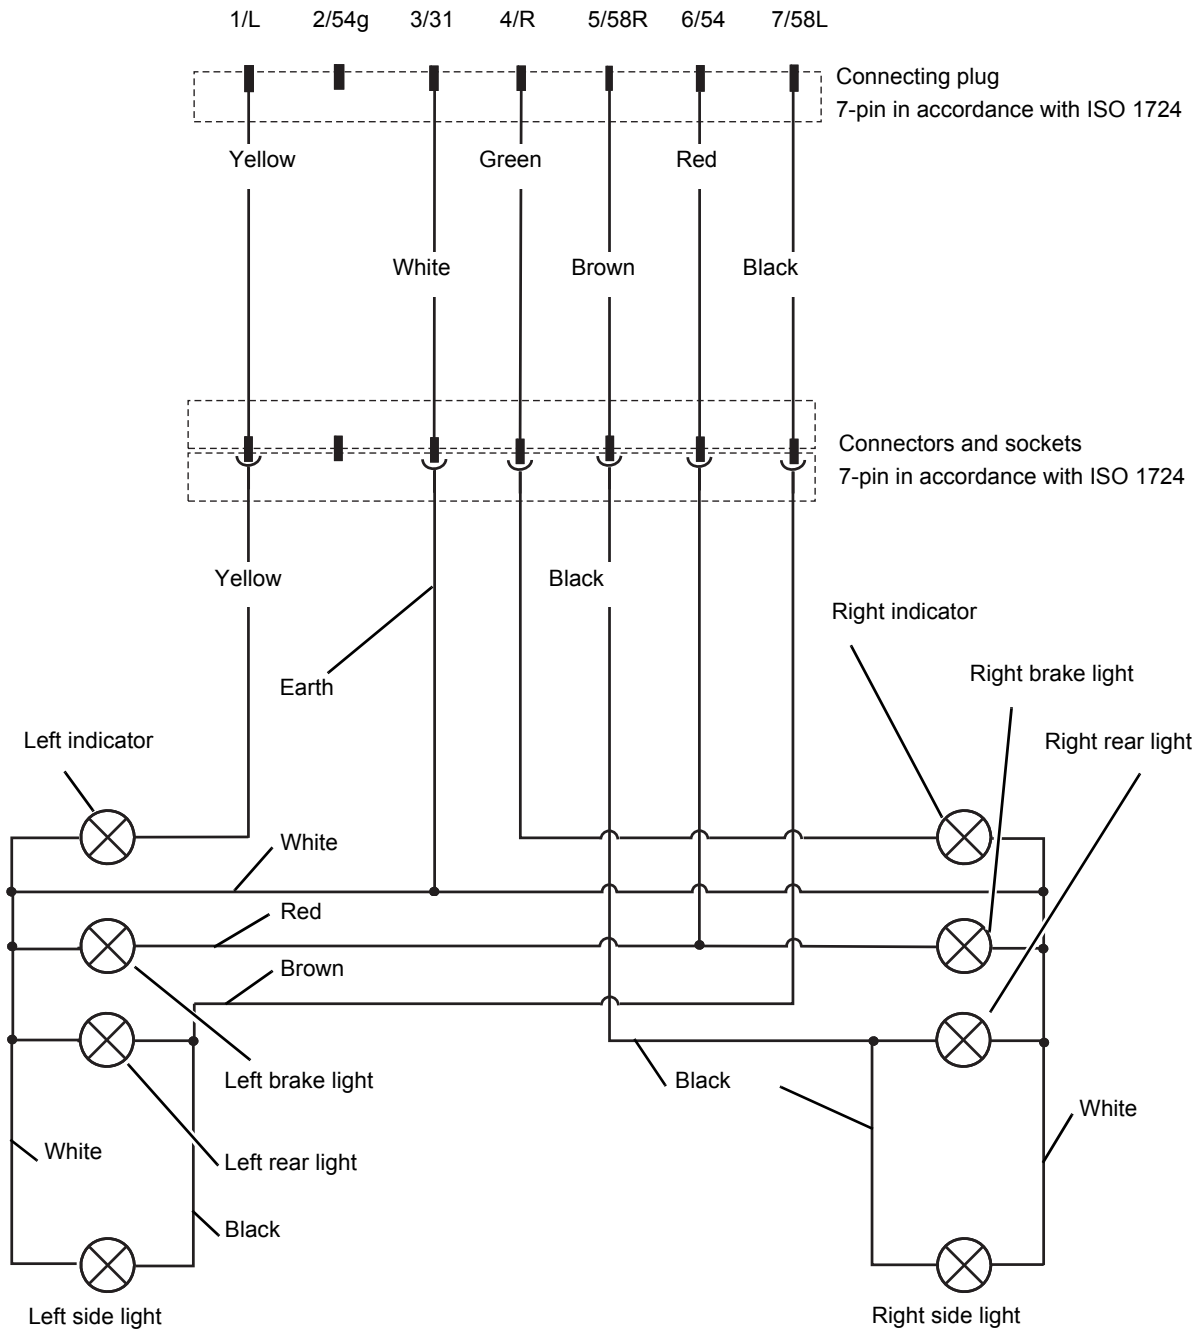 1/L 2/54g 3/31 4/R 5/58R 6/54 7/58L
Connecting plug
7-pin in accordance with ISO 1724
Yellow Green Red
White Brown Black
Connectors and sockets
7-pin in accordance with ISO 1724
Yellow Black
Right indicator
Right brake light
Earth
Left indicator Right rear light
White
Red
Brown
Left brake light Black
White
White
Left rear light
Black
Left side light Right side light